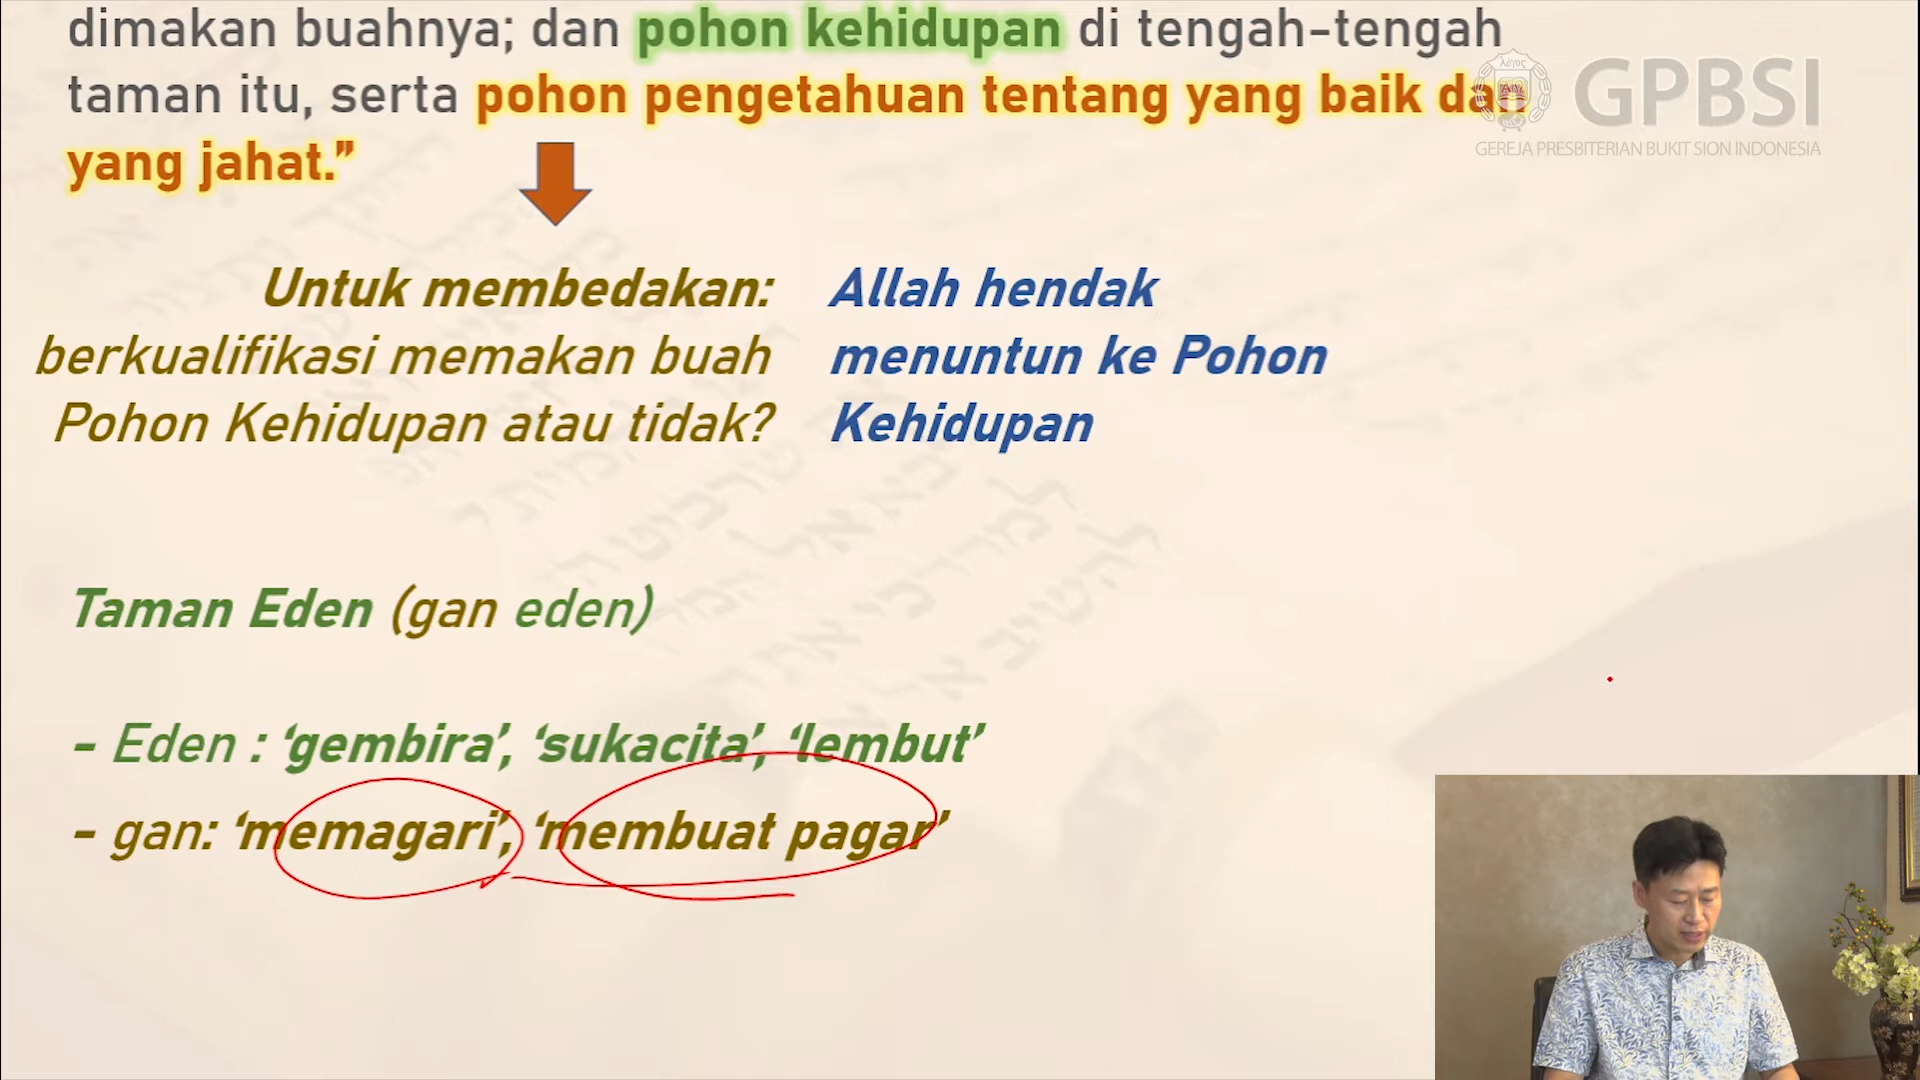 dimakan buahnya; dan pohon kehidupan di tengah-tengah
taman itu, serta pohon pengetahuan tentang yang baik dan
yang jahat.”
GPBSI
GEREJA PRESBITERIAN BUKIT SION INDONESIA
λόγος
Untuk membedakan:
berkualifikasi memakan buah
Pohon Kehidupan atau tidak?
Allah hendak
menuntun ke Pohon
Kehidupan
Taman Eden (gan eden)
- Eden : ‘gembira’, ‘sukacita’, ‘lembut’
- gan: ‘memagari’, ‘membuat pagar’